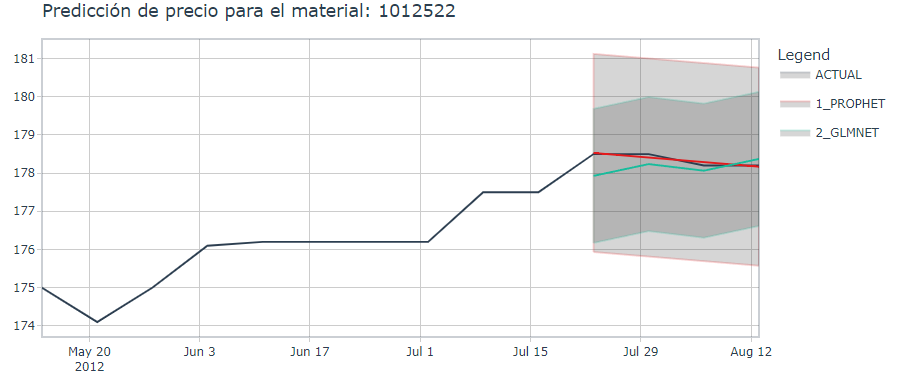 Predicción de precio para el material: 1012522
Legend
ACTUAL
1_PROPHET
2_GLMNET
181
180
179
178
177
176
175
174
May 20
2012
Jun 3
Jun 17
Jul 1
Jul 15
Jul 29
Aug 12